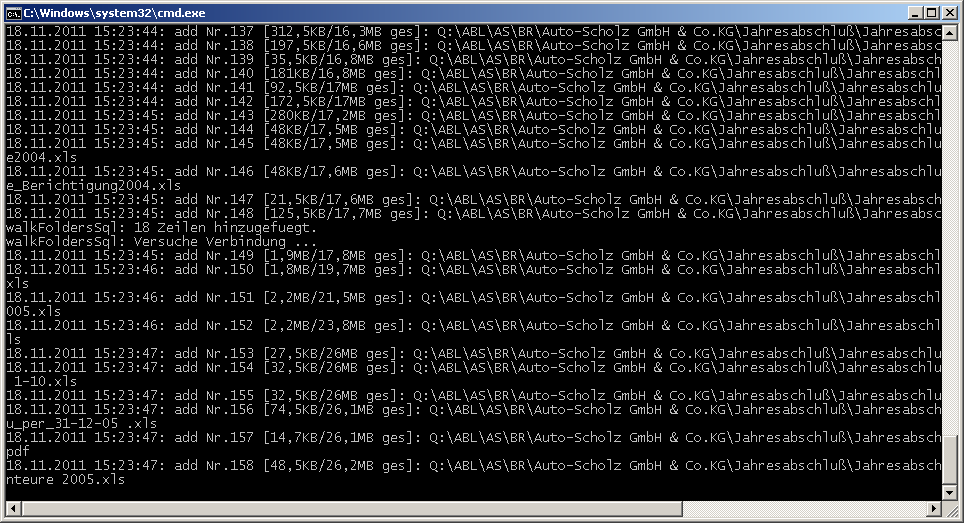 C:\Windows\system32\cmd.exe
18.11.2011 15:23:44: add Nr.137 [312,5KB/16,3MB ges]: Q:\ABL\AS\BR\Auto-Scholz GmbH & Co.KG\Jahresabschluß\Jahresabsc
18.11.2011 15:23:44: add Nr.138 [197,5KB/16,6MB ges]: Q:\ABL\AS\BR\Auto-Scholz GmbH & Co.KG\Jahresabschluß\Jahresabsc
18.11.2011 15:23:44: add Nr.139 [35,5KB/16,8MB ges]: Q:\ABL\AS\BR\Auto-Scholz GmbH & Co.KG\Jahresabschluß\Jahresabsch
18.11.2011 15:23:44: add Nr.140 [181KB/16,8MB ges]: Q:\ABL\AS\BR\Auto-Scholz GmbH & Co.KG\Jahresabschluß\Jahresabschl
18.11.2011 15:23:44: add Nr.141 [92,5KB/17MB ges]: Q:\ABL\AS\BR\Auto-Scholz GmbH & Co.KG\Jahresabschluß\Jahresabschlu
18.11.2011 15:23:44: add Nr.142 [172,5KB/17MB ges]: Q:\ABL\AS\BR\Auto-Scholz GmbH & Co.KG\Jahresabschluß\Jahresabschl
18.11.2011 15:23:45: add Nr.143 [280KB/17,2MB ges]: Q:\ABL\AS\BR\Auto-Scholz GmbH & Co.KG\Jahresabschluß\Jahresabschl
18.11.2011 15:23:45: add Nr.144 [48KB/17,5MB ges]: Q:\ABL\AS\BR\Auto-Scholz GmbH & Co.KG\Jahresabschluß\Jahresabschlu
18.11.2011 15:23:45: add Nr.145 [48KB/17,5MB ges]: Q:\ABL\AS\BR\Auto-Scholz GmbH & Co.KG\Jahresabschluß\Jahresabschlu
e2004.xls
18.11.2011 15:23:45: add Nr.146 [48KB/17,6MB ges]: Q:\ABL\AS\BR\Auto-Scholz GmbH & Co.KG\Jahresabschluß\Jahresabschlu
e_Berichtigung2004.xls
18.11.2011 15:23:45: add Nr.147 [21,5KB/17,6MB ges]: Q:\ABL\AS\BR\Auto-Scholz GmbH & Co.KG\Jahresabschluß\Jahresabsch
18.11.2011 15:23:45: add Nr.148 [125,5KB/17,7MB ges]: Q:\ABL\AS\BR\Auto-Scholz GmbH & Co.KG\Jahresabschluß\Jahresabsc
walkFoldersSql: 18 Zeilen hinzugefuegt.
walkFoldersSql: Versuche Verbindung ...
18.11.2011 15:23:45: add Nr.149 [1,9MB/17,8MB ges]: Q:\ABL\AS\BR\Auto-Scholz GmbH & Co.KG\Jahresabschluß\Jahresabschl
18.11.2011 15:23:46: add Nr.150 [1,8MB/19,7MB ges]: Q:\ABL\AS\BR\Auto-Scholz GmbH & Co.KG\Jahresabschluß\Jahresabschl
xls
18.11.2011 15:23:46: add Nr.151 [2,2MB/21,5MB ges]: Q:\ABL\AS\BR\Auto-Scholz GmbH & Co.KG\Jahresabschluß\Jahresabschl
005.xls
18.11.2011 15:23:46: add Nr.152 [2,2MB/23,8MB ges]: Q:\ABL\AS\BR\Auto-Scholz GmbH & Co.KG\Jahresabschluß\Jahresabschl
ls
18.11.2011 15:23:47: add Nr.153 [27,5KB/26MB ges]: Q:\ABL\AS\BR\Auto-Scholz GmbH & Co.KG\Jahresabschluß\Jahresabschlu
18.11.2011 15:23:47: add Nr.154 [32,5KB/26MB ges]: Q:\ABL\AS\BR\Auto-Scholz GmbH & Co.KG\Jahresabschluß\Jahresabschlu
1-10.xls
18.11.2011 15:23:47: add Nr.155 [32,5KB/26MB ges]: Q:\ABL\AS\BR\Auto-Scholz GmbH & Co.KG\Jahresabschluß\Jahresabschlu
18.11.2011 15:23:47: add Nr.156 [74,5KB/26,1MB ges]: Q:\ABL\AS\BR\Auto-Scholz GmbH & Co.KG\Jahresabschluß\Jahresabsch
u_per_31-12-05 .xls
18.11.2011 15:23:47: add Nr.157 [14,7KB/26,1MB ges]: Q:\ABL\AS\BR\Auto-Scholz GmbH & Co.KG\Jahresabschluß\Jahresabsch
pdf
18.11.2011 15:23:47: add Nr.158 [48,5KB/26,2MB ges]: Q:\ABL\AS\BR\Auto-Scholz GmbH & Co.KG\Jahresabschluß\Jahresabsch
nteure 2005.xls